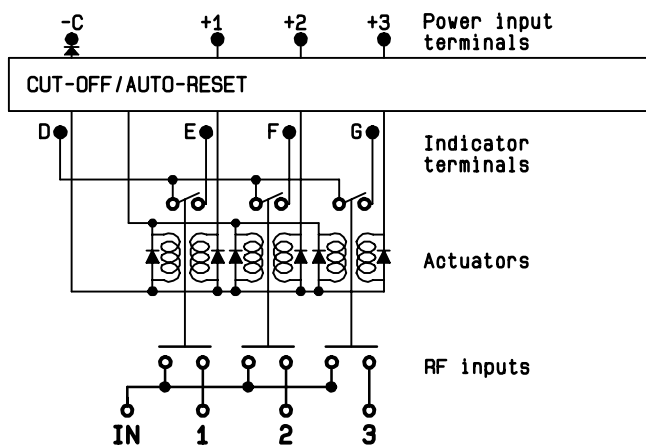 -C +1 +2 +3 Power input
terminals
CUT-OFF/AUTO-RESET
D E F G Indicator
terminals
Actuators
RF inputs
IN 1 2 3